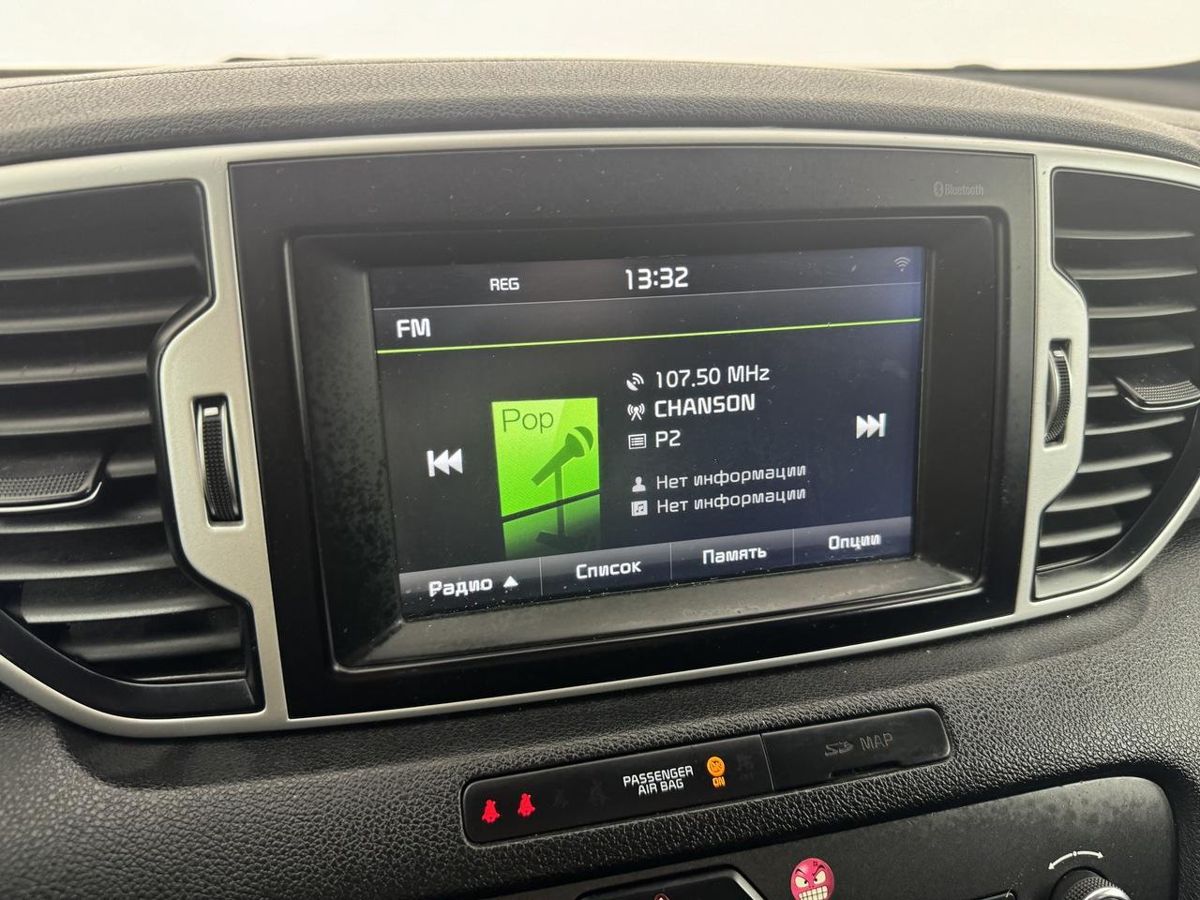 Bluetooth
REG 13:32
FM
107.50 MHz
Pop
CHANSON
P2
Нет информации
Нет информации
Радио Список Память Опции
PASSENGER
AIR BAG
ON
SD MAP